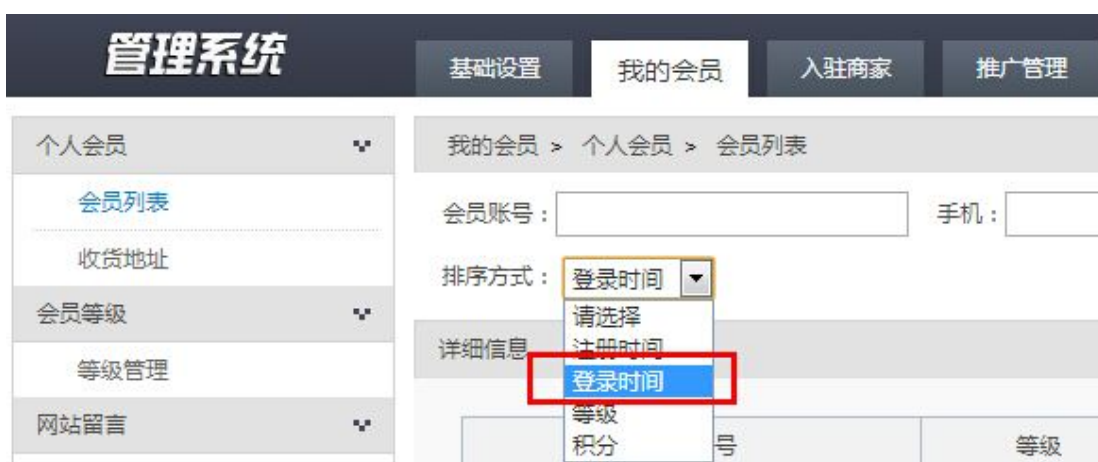 管理系统
基础设置 我的会员 入驻商家 推广管理
个人会员
会员列表
收货地址
会员等级
等级管理
网站留言
我的会员 > 个人会员 > 会员列表
会员账号: 手机:
排序方式: 登录时间
请选择
注册时间
登录时间
等级
积分
详细信息
号 等级